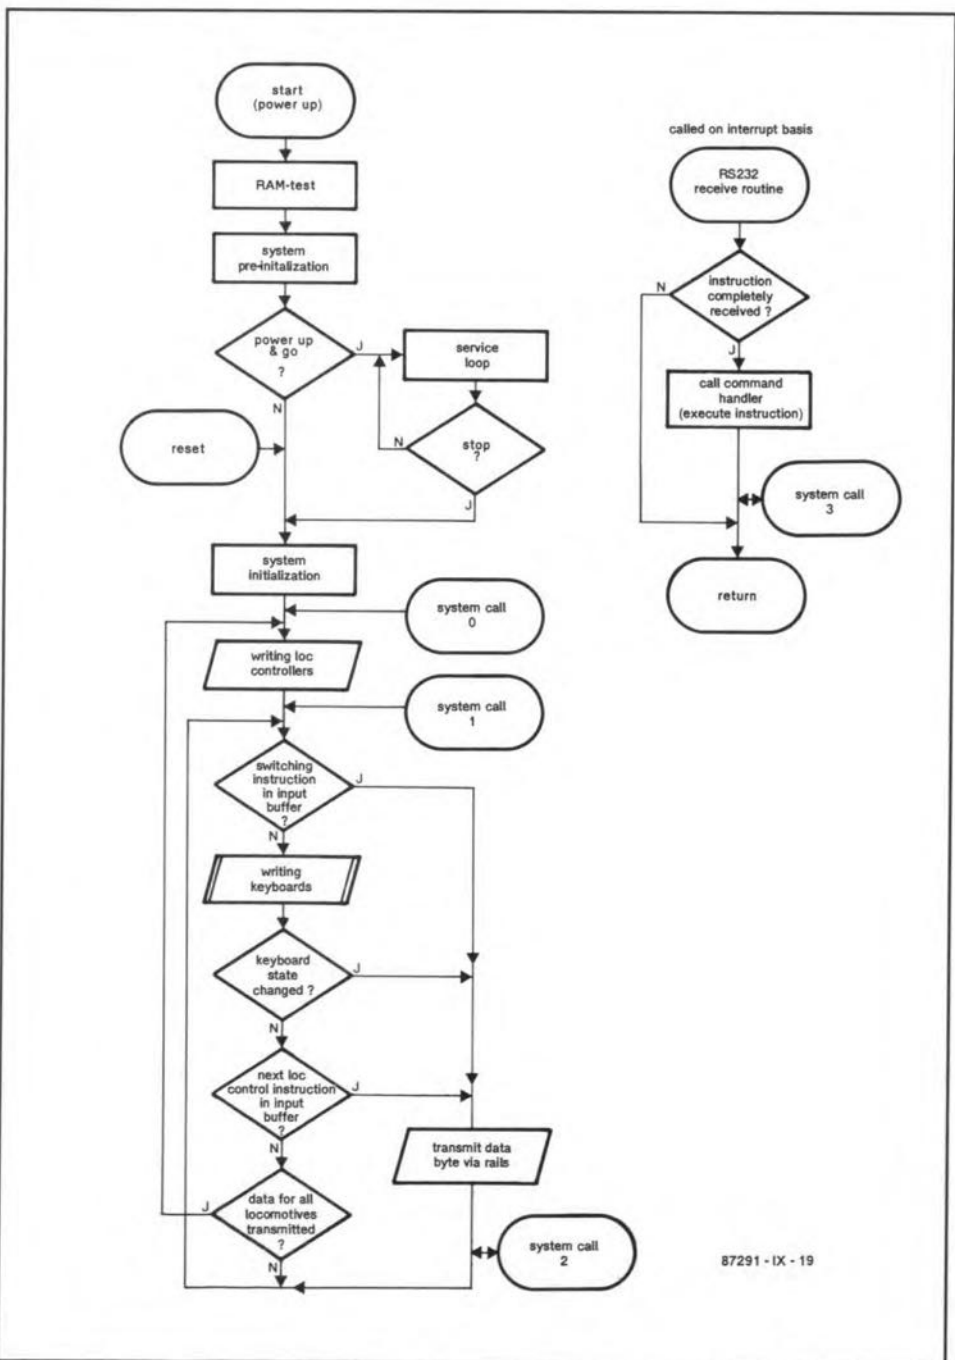 start
(power up)
RAM-test
system
pre-initalization
power up
& go
?
J
N
service
loop
stop
?
N
J
reset
system
initialization
system call
0
writing loc
controllers
system call
1
switching
instruction
in input
buffer
?
J
N
writing
keyboards
keyboard
state
changed ?
J
N
next loc
control instruction
in input
buffer
?
J
N
transmit data
byte via rails
data for all
locomotives
transmitted
?
J
N
system call
2
called on interrupt basis
RS232
receive routine
instruction
completely
received ?
N
J
call command
handler
(execute instruction)
system call
3
return
87291 - IX - 19